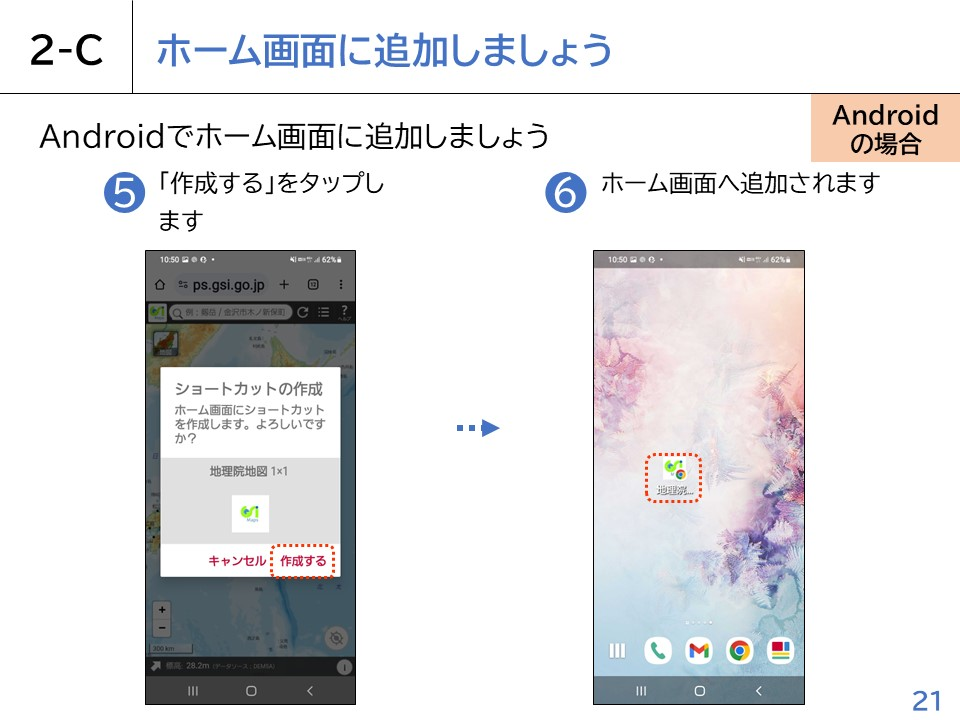 2-C
ホーム画面に追加しましょう
Android
の場合
Androidでホーム画面に追加しましょう
5
「作成する」をタップし
ます
10:50
62%
ps.gsi.go.jp
+
例：剱岳 / 金沢市木ノ新保町
?
ヘルプ
ショートカットの作成
ホーム画面にショートカット
を作成します。よろしいです
か？
地理院地図 1×1
Maps
キャンセル
作成する
+
−
300 km
標高: 28.2m (データソース：DEM5A)
6
ホーム画面へ追加されます
10:50
62%
地理院...
21